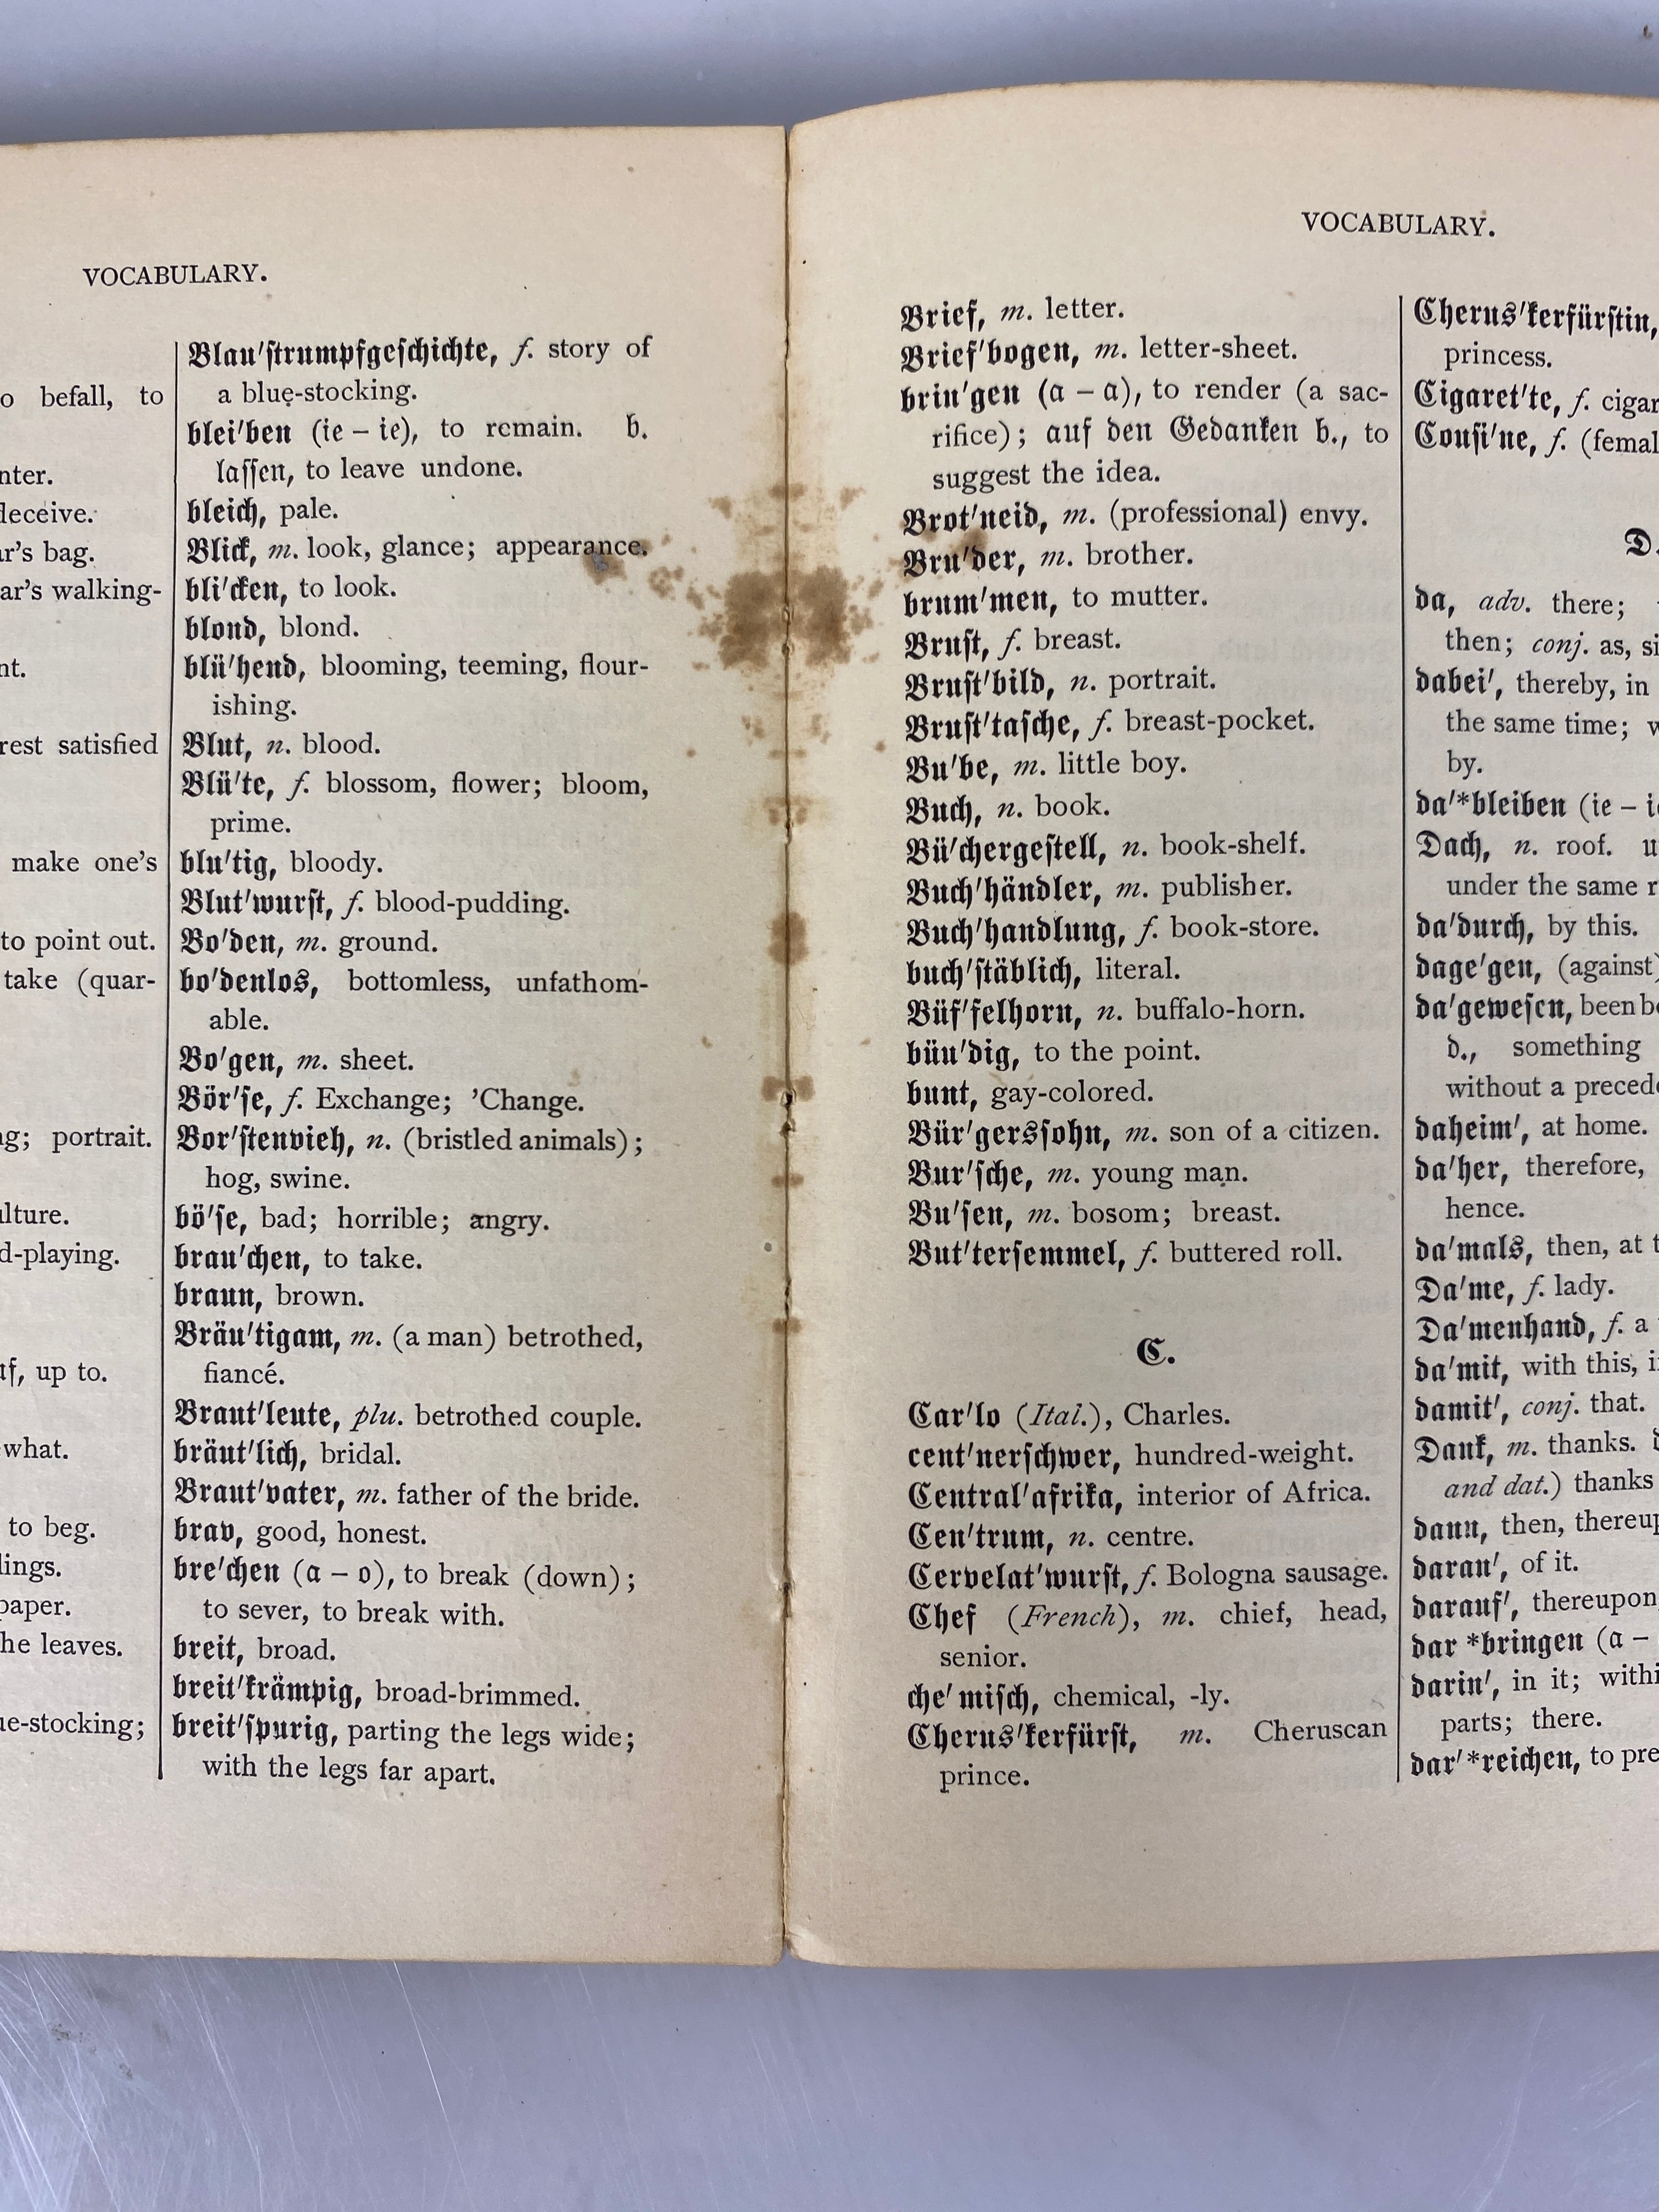 VOCABULARY.
befall, to
nter.
deceive.
ar's bag.
ar's walking-
nt.
rest satisfied
make one's
to point out.
take (quar-
ng; portrait.
ulture.
d-playing.
up to.
what.
to beg.
lings.
paper.
he leaves.
ue-stocking;
Blau'ſtrumpfgeſchichte, f. story of
a blue-stocking.
blei'ben (ie – ie), to remain. b.
laſſen, to leave undone.
bleich, pale.
Blick, m. look, glance; appearance.
bli'cken, to look.
blond, blond.
blü'hend, blooming, teeming, flour-
ishing.
Blut, n. blood.
Blü'te, f. blossom, flower; bloom,
prime.
blu'tig, bloody.
Blut'wurſt, f. blood-pudding.
Bo'den, m. ground.
bo'denlos, bottomless, unfathom-
able.
Bo'gen, m. sheet.
Bör'ſe, f. Exchange; 'Change.
Bor'ſtenvieh, n. (bristled animals);
hog, swine.
bö'ſe, bad; horrible; angry.
brau'chen, to take.
braun, brown.
Bräu'tigam, m. (a man) betrothed,
fiancé.
Braut'leute, plu. betrothed couple.
bräut'lich, bridal.
Braut'vater, m. father of the bride.
brav, good, honest.
bre'chen (a – o), to break (down);
to sever, to break with.
breit, broad.
breit'krämpig, broad-brimmed.
breit'ſpurig, parting the legs wide;
with the legs far apart.
VOCABULARY.
Brief, m. letter.
Brief'bogen, m. letter-sheet.
brin'gen (a – a), to render (a sac-
rifice); auf den Gedanken b., to
suggest the idea.
Brot'neid, m. (professional) envy.
Bru'der, m. brother.
brum'men, to mutter.
Bruſt, f. breast.
Bruſt'bild, n. portrait.
Bruſt'taſche, f. breast-pocket.
Bu'be, m. little boy.
Buch, n. book.
Bü'chergeſtell, n. book-shelf.
Buch'händler, m. publisher.
Buch'handlung, f. book-store.
buch'ſtäblich, literal.
Büf'felhorn, n. buffalo-horn.
bün'dig, to the point.
bunt, gay-colored.
Bür'gersſohn, m. son of a citizen.
Bur'ſche, m. young man.
Bu'ſen, m. bosom; breast.
But'terſemmel, f. buttered roll.
C.
Car'lo (Ital.), Charles.
cent'nerſchwer, hundred-weight.
Central'afrika, interior of Africa.
Cen'trum, n. centre.
Cervelat'wurſt, f. Bologna sausage.
Chef (French), m. chief, head,
senior.
che'miſch, chemical, -ly.
Cherus'kerfürſt, m. Cheruscan
prince.
Cherus'kerfürſtin,
princess.
Cigaret'te, f. cigar
Couſi'ne, f. (femal
D.
da, adv. there;
then; conj. as, si
dabei', thereby, in
the same time; w
by.
da'*bleiben (ie – i
Dach, n. roof. u
under the same r
da'durch, by this.
dage'gen, (against)
da'geweſen, been be
d., something
without a precede
daheim', at home.
da'her, therefore,
hence.
da'mals, then, at t
Da'me, f. lady.
Da'menhand, f. a
da'mit, with this, i
damit', conj. that.
Dank, m. thanks.
and dat.) thanks
dann, then, thereup
daran', of it.
darauf', thereupon,
dar *bringen (a –
darin', in it; withi
parts; there.
dar'*reichen, to pre